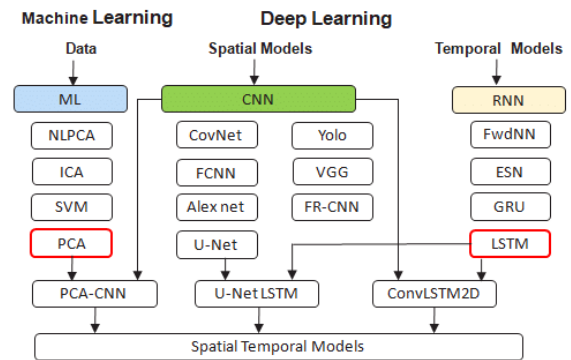 Machine Learning
Deep Learning
Data
Spatial Models
Temporal Models
ML
CNN
RNN
NLPCA
CovNet
Yolo
FwdNN
ICA
FCNN
VGG
ESN
SVM
Alex net
FR-CNN
GRU
PCA
U-Net
LSTM
PCA-CNN
U-Net LSTM
ConvLSTM2D
Spatial Temporal Models